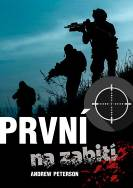 PRVNÍ
na zabití
ANDREW PETERSON